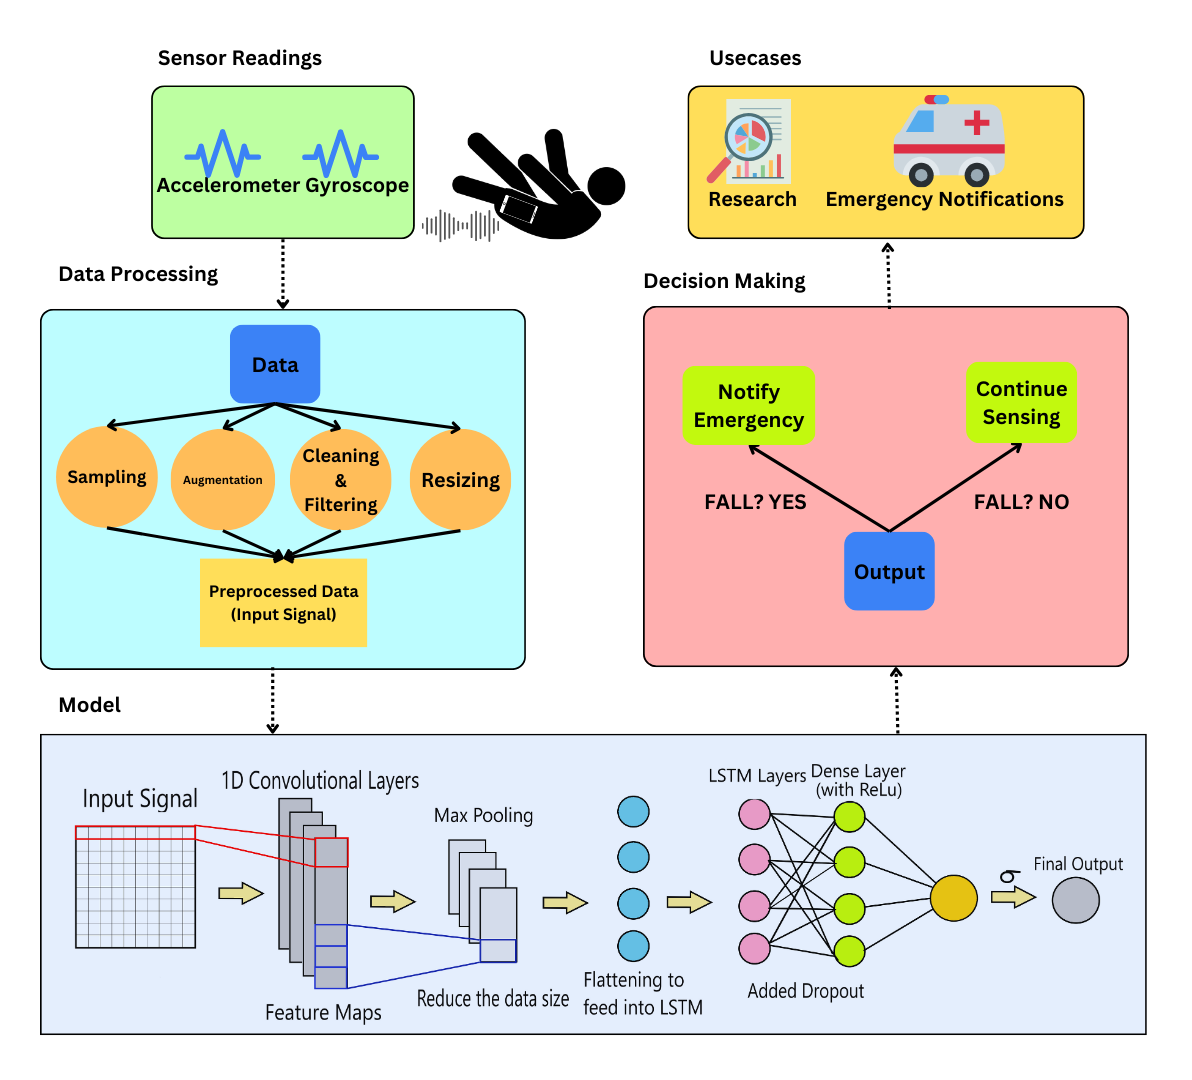 Sensor Readings
Accelerometer Gyroscope
Usecases
Research
Emergency Notifications
Data Processing
Data
Sampling
Augmentation
Cleaning
&
Filtering
Resizing
Preprocessed Data
(Input Signal)
Decision Making
Notify
Emergency
Continue
Sensing
FALL? YES
FALL? NO
Output
Model
Input Signal
1D Convolutional Layers
Feature Maps
Max Pooling
Reduce the data size
Flattening to
feed into LSTM
LSTM Layers
Dense Layer
(with ReLu)
Added Dropout
σ
Final Output